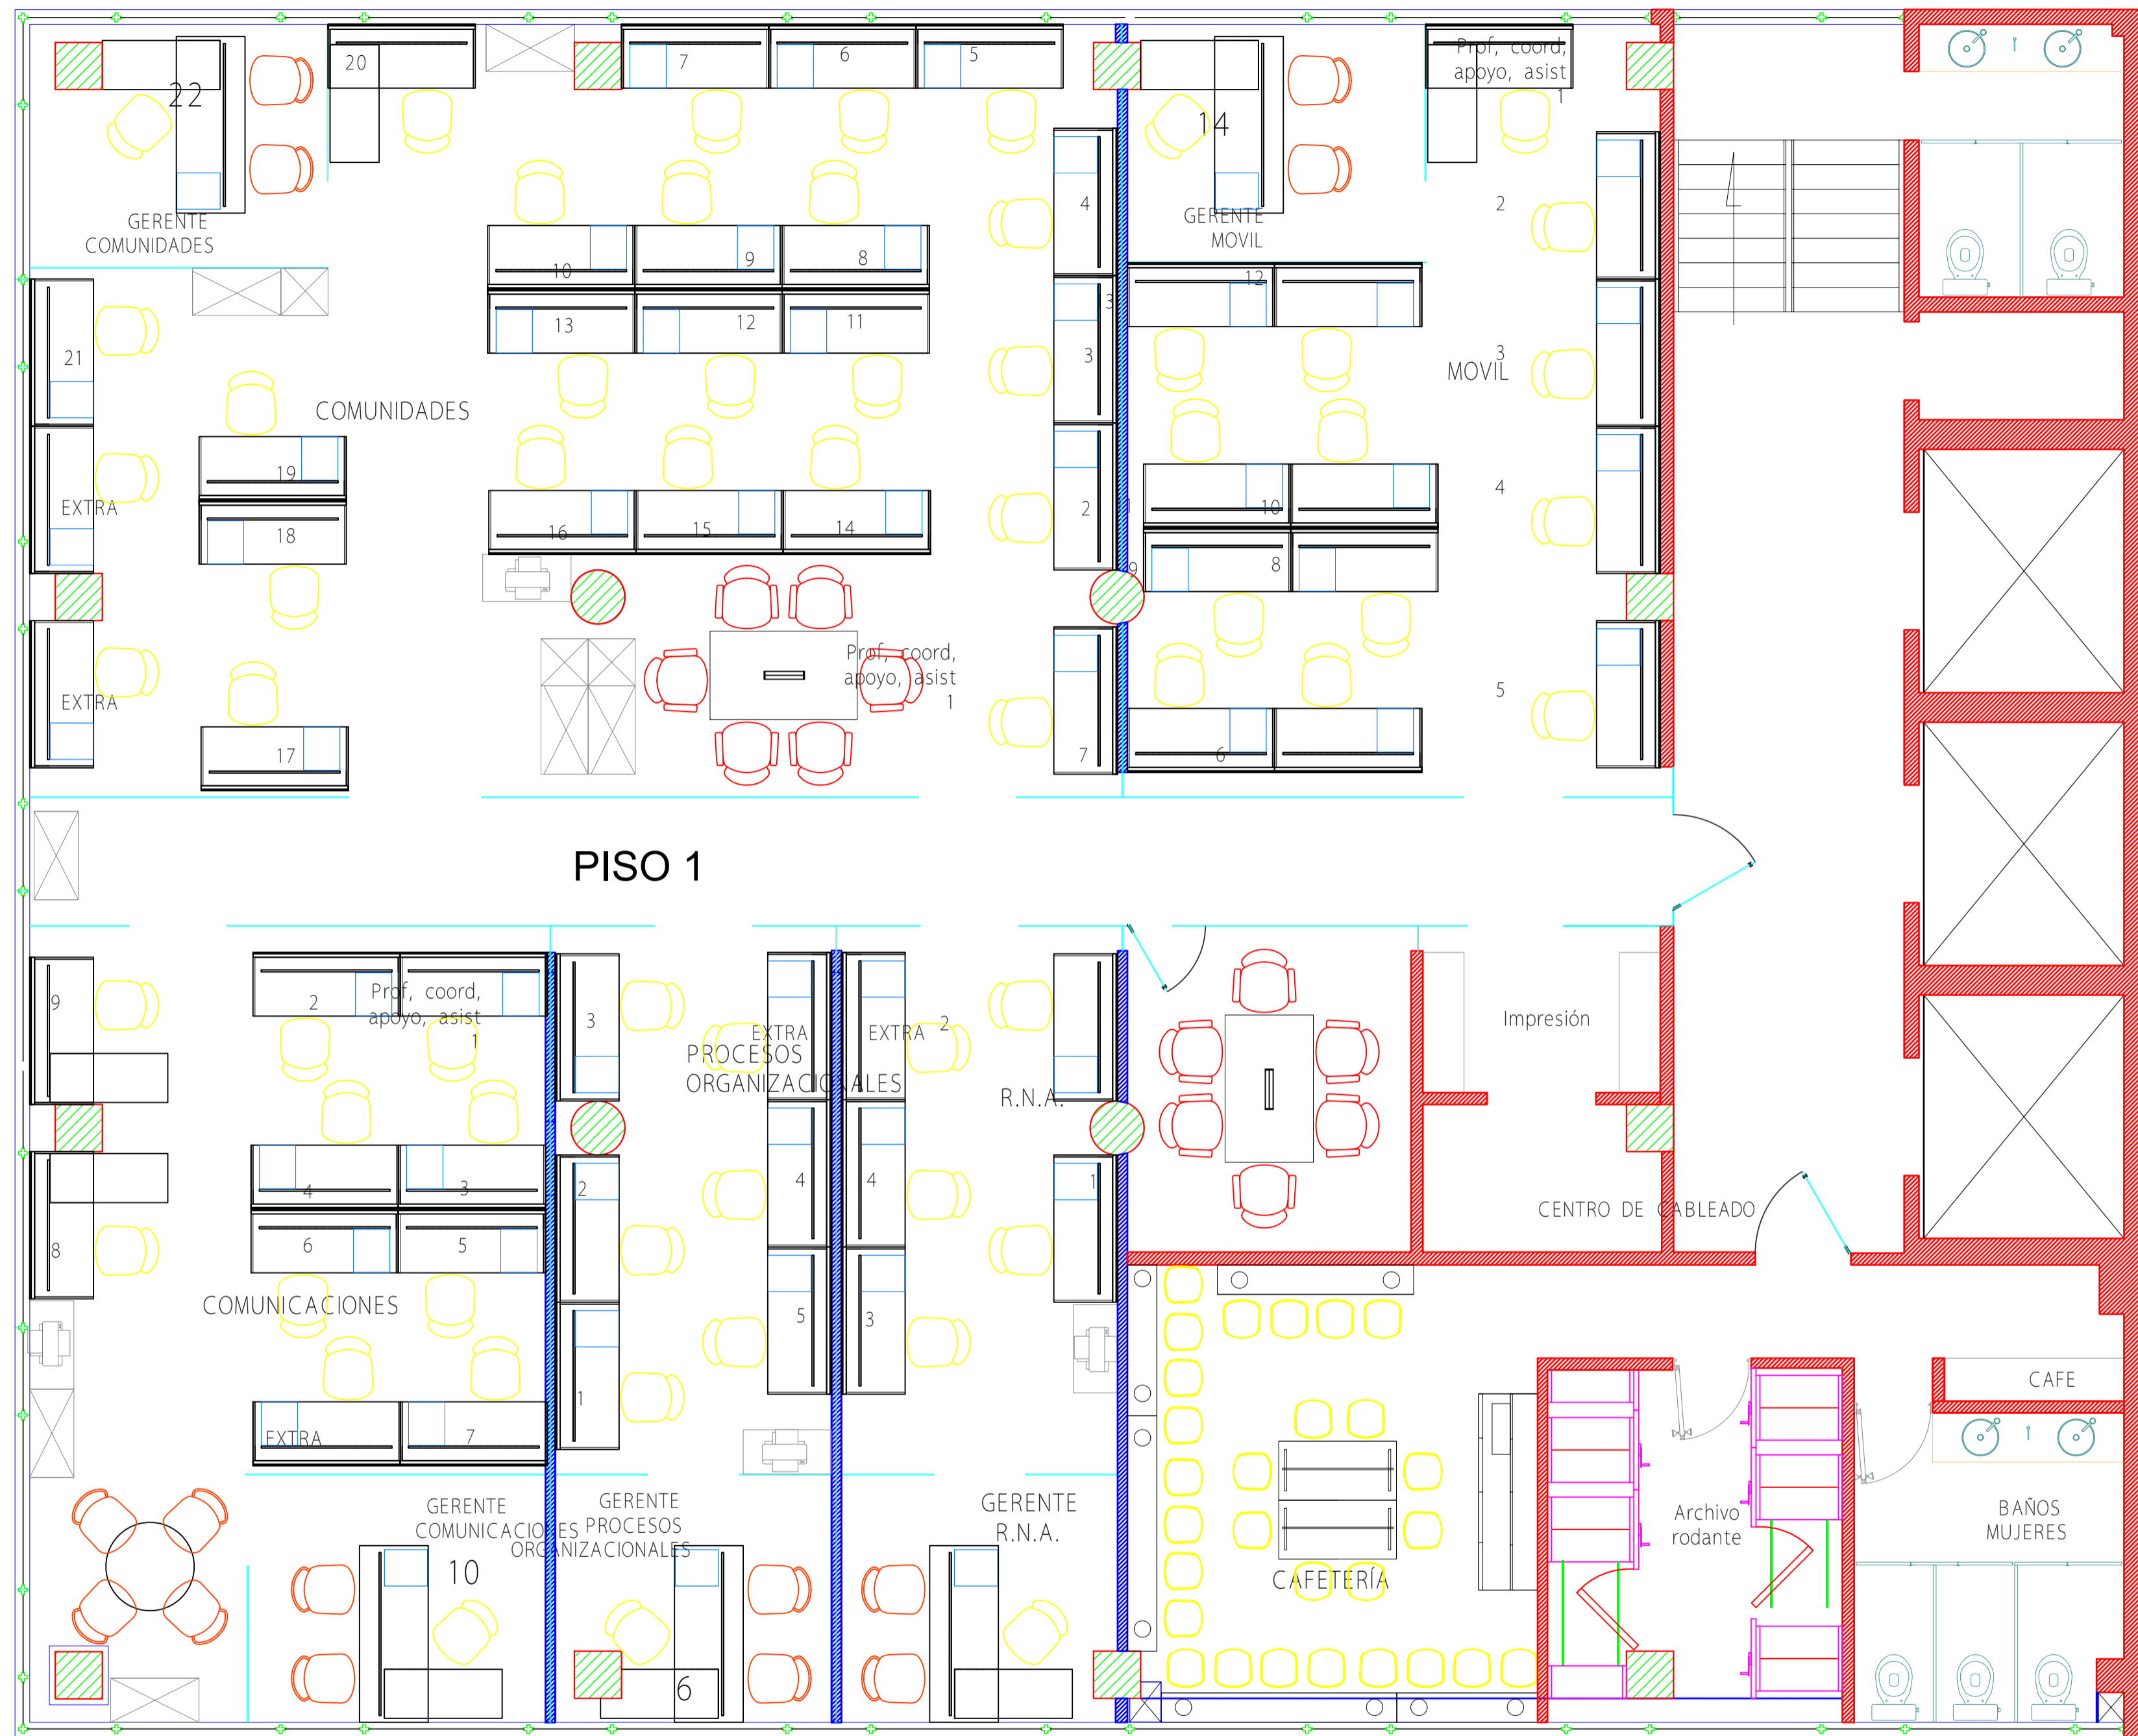 20
7
6
5
Prof, coord,
apoyo, asist
1
22
14
4
2
GERENTE
COMUNIDADES
GERENTE
MOVIL
10
9
8
12
13
12
11
3
3
21
3
MOVIL
COMUNIDADES
19
EXTRA
18
16
15
14
2
1
10
4
9
8
Prof, coord,
apoyo, asist
1
EXTRA
17
7
6
5
PISO 1
9
2
Prof, coord,
apoyo, asist
1
3
EXTRA
EXTRA
2
PROCESOS
ORGANIZACIONALES
R.N.A.
Impresión
4
3
2
4
4
1
CENTRO DE CABLEADO
8
6
5
COMUNICACIONES
5
3
1
EXTRA
7
CAFE
GERENTE
COMUNICACIONES
10
GERENTE
PROCESOS
ORGANIZACIONALES
6
GERENTE
R.N.A.
CAFETERÍA
Archivo
rodante
BAÑOS
MUJERES